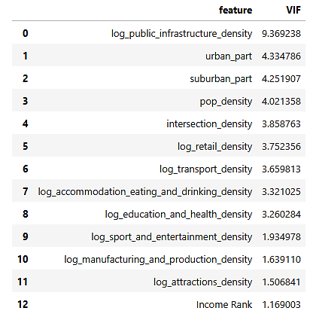 feature VIF
0 log_public_infrastructure_density 9.369238
1 urban_part 4.334786
2 suburban_part 4.251907
3 pop_density 4.021358
4 intersection_density 3.858763
5 log_retail_density 3.752356
6 log_transport_density 3.659813
7 log_accommodation_eating_and_drinking_density 3.321025
8 log_education_and_health_density 3.260284
9 log_sport_and_entertainment_density 1.934978
10 log_manufacturing_and_production_density 1.639110
11 log_attractions_density 1.506841
12 Income Rank 1.169003